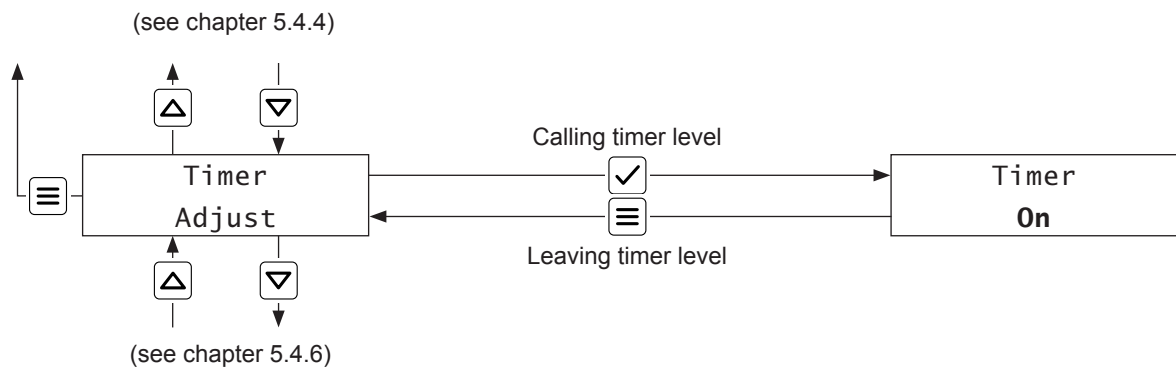 (see chapter 5.4.4)
Calling timer level
Timer
Adjust
Timer
On
Leaving timer level
(see chapter 5.4.6)